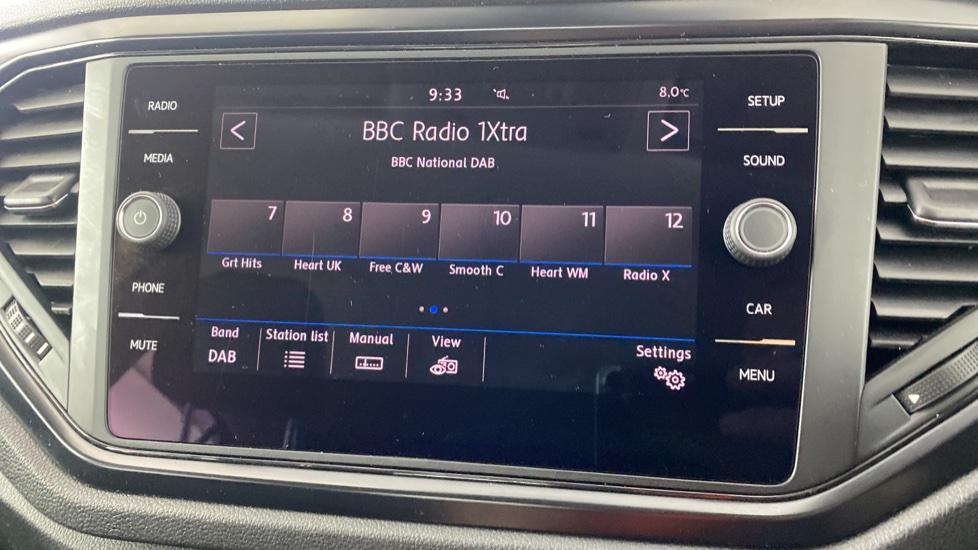 RADIO
MEDIA
PHONE
MUTE
9:33
8.0°C
BBC Radio 1Xtra
BBC National DAB
7 8 9 10 11 12
Grt Hits Heart UK Free C&W Smooth C Heart WM Radio X
Band Station list Manual View Settings
DAB
SETUP
SOUND
CAR
MENU